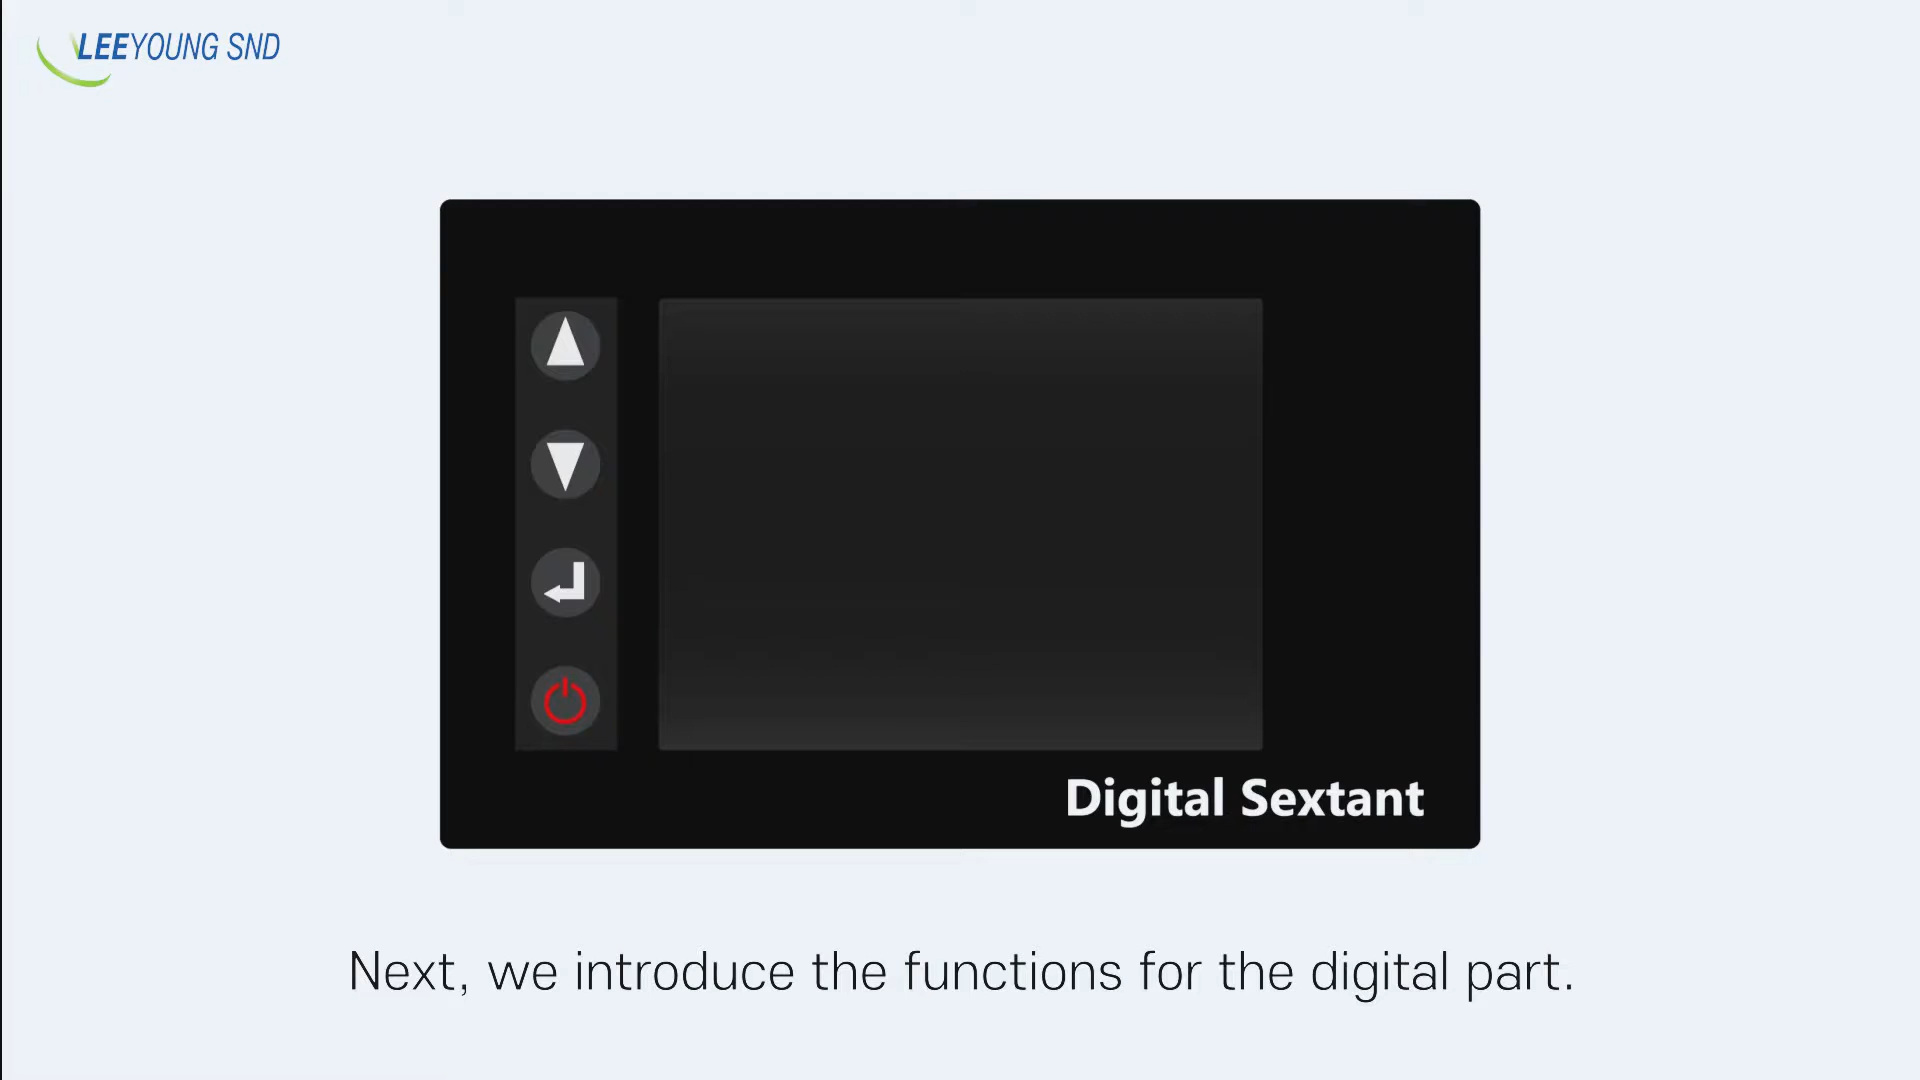 LEEYOUNG SND
Digital Sextant
Next, we introduce the functions for the digital part.